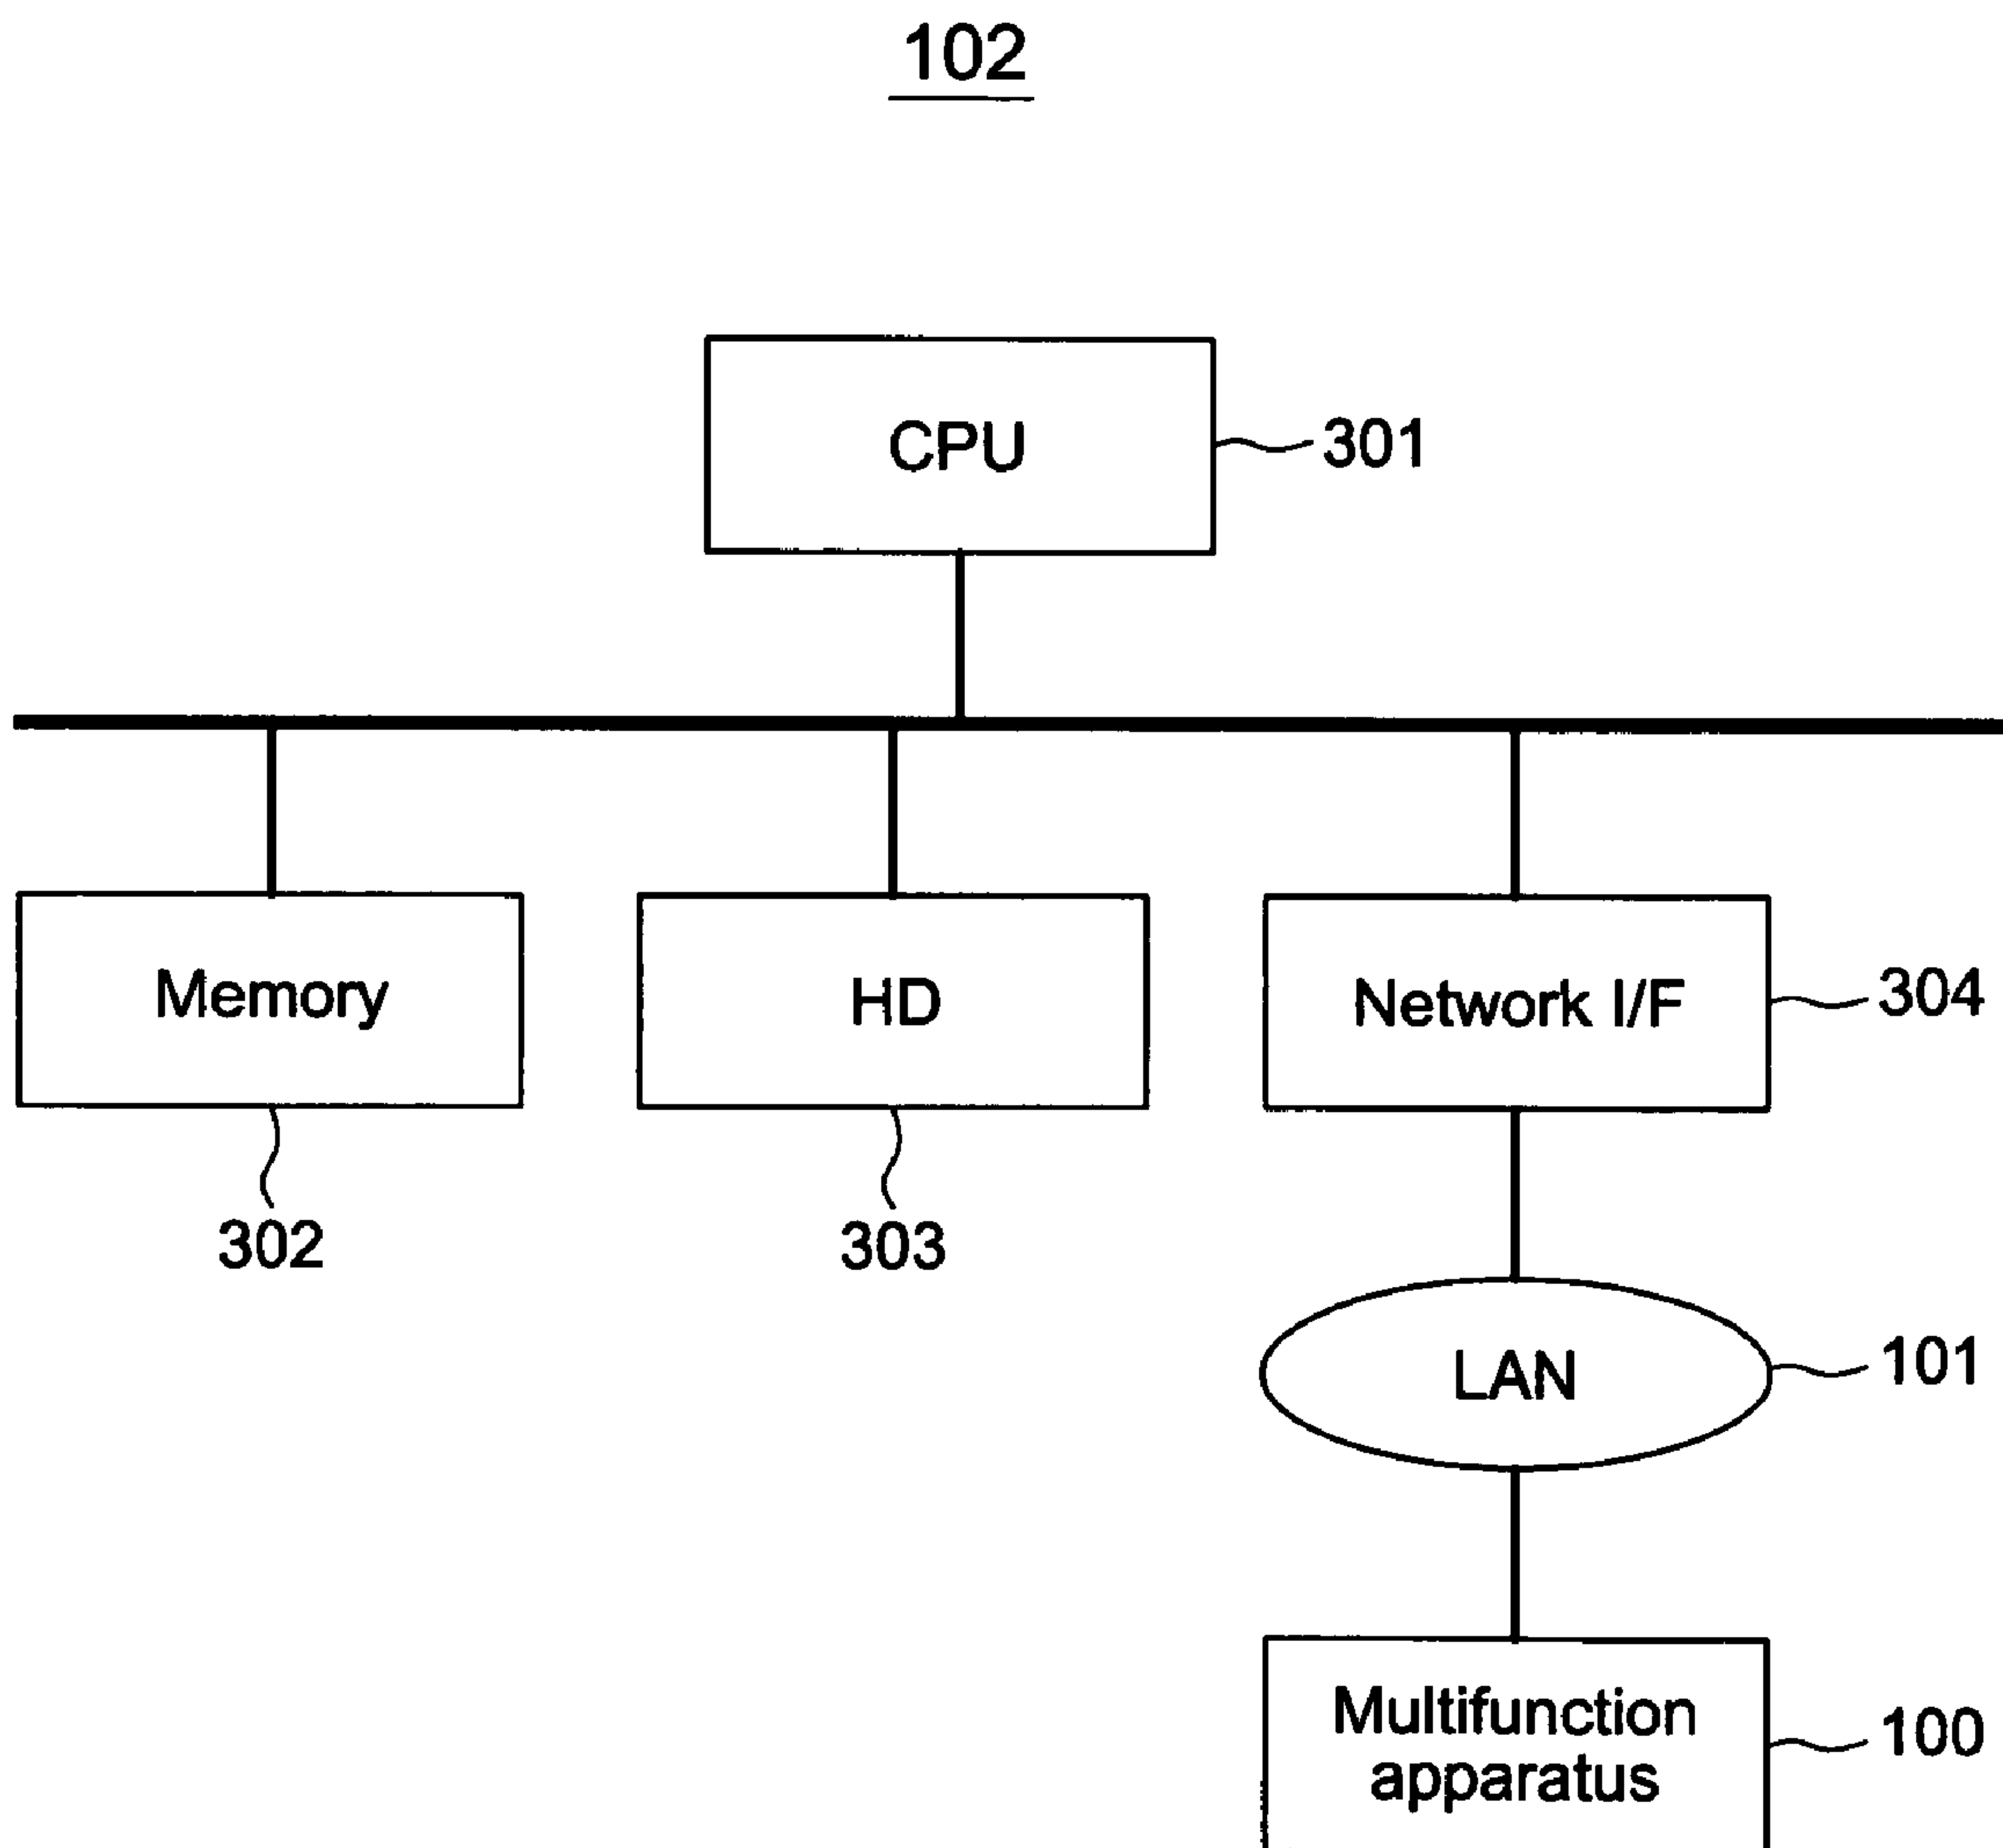 102
CPU
301
Memory
HD
Network I/F
304
302
303
LAN
101
Multifunction
apparatus
100